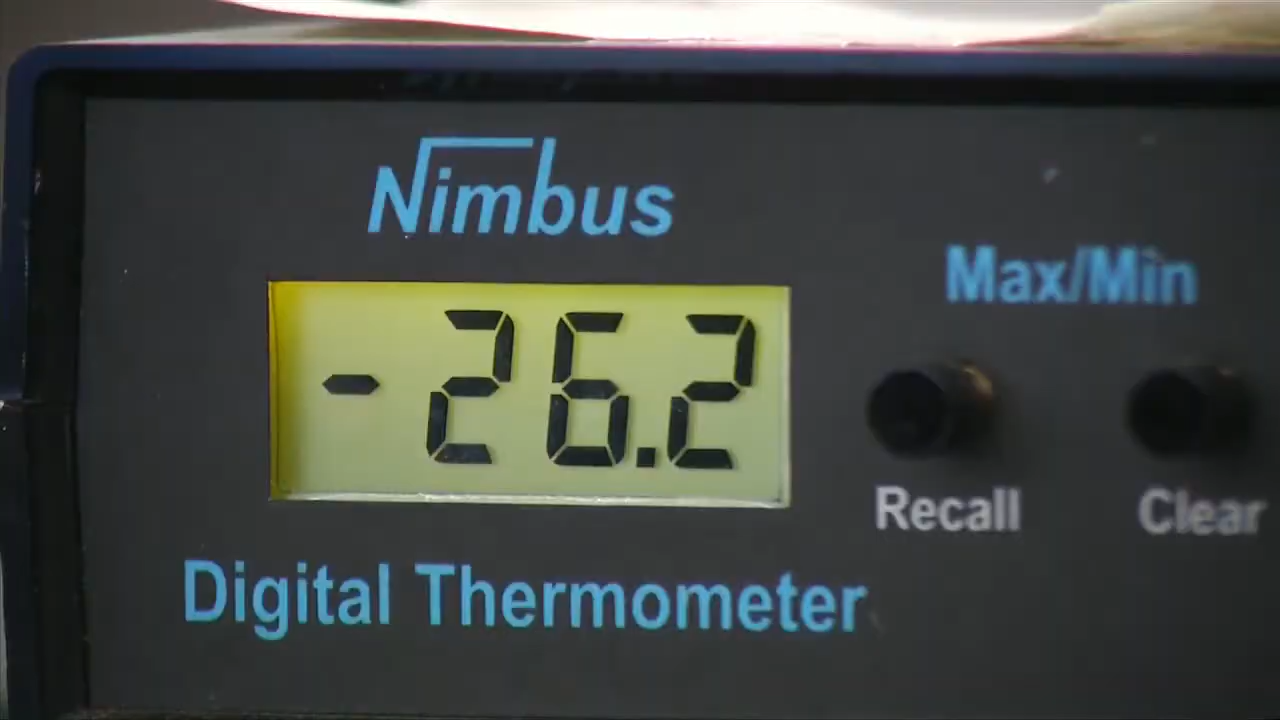 Nimbus
Max/Min
-26.2
Recall
Clear
Digital Thermometer